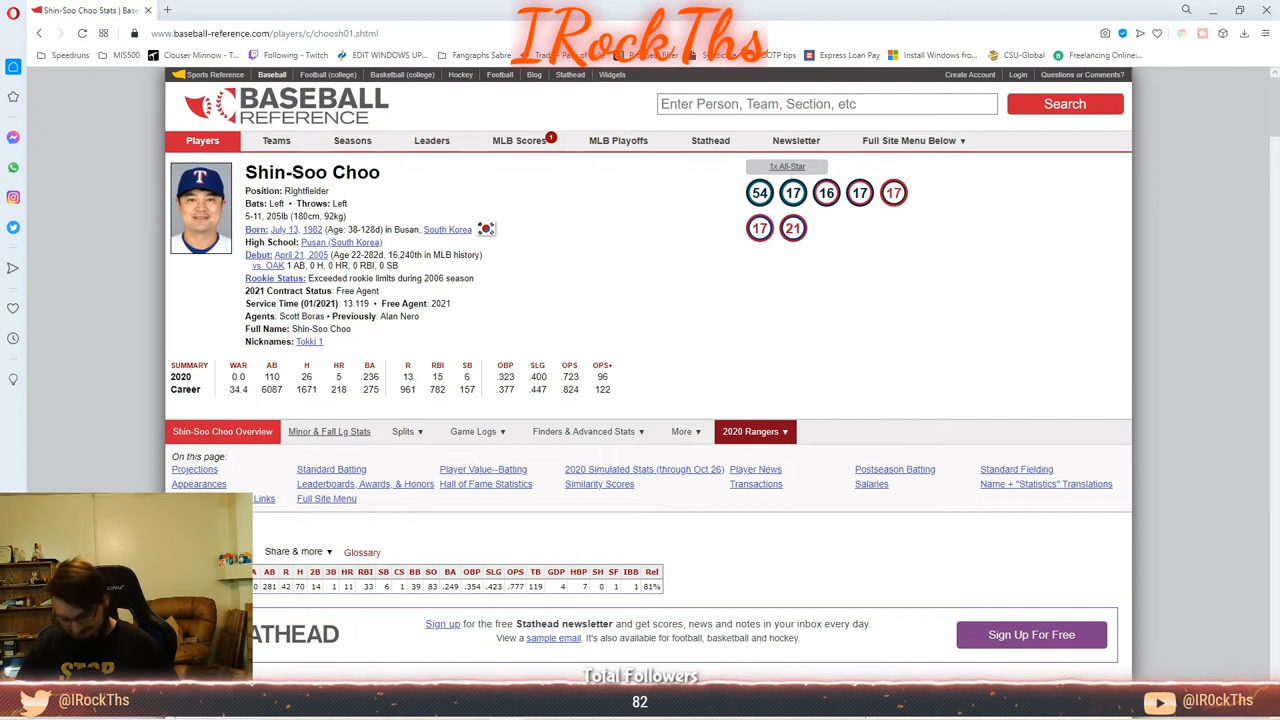 Shin-Soo Choo Stats | Base
IRockThs
www.baseball-reference.com/players/c/choosh01.shtml
Speedruns MIS500 Clouser Minnow - T... Following - Twitch EDIT WINDOWS UP... Fangraphs Sabre OOTP tips Express Loan Pay Install Windows fro... CSU-Global Freelancing Online:...
Sports Reference Baseball Football (college) Basketball (college) Hockey Football Blog Stathead Widgets Create Account Login Questions or Comments?
BASEBALL
REFERENCE
Enter Person, Team, Section, etc Search
Players Teams Seasons Leaders MLB Scores 1 MLB Playoffs Stathead Newsletter Full Site Menu Below ▼
Shin-Soo Choo
Position: Rightfielder
Bats: Left • Throws: Left
5-11, 205lb (180cm, 92kg)
Born: July 13, 1982 (Age: 38-128d) in Busan, South Korea
High School: Pusan (South Korea)
Debut: April 21, 2005 (Age 22-282d, 16,240th in MLB history)
vs. OAK 1 AB, 0 H, 0 HR, 0 RBI, 0 SB
Rookie Status: Exceeded rookie limits during 2006 season
2021 Contract Status: Free Agent
Service Time (01/2021): 13.119 • Free Agent: 2021
Agents: Scott Boras • Previously: Alan Nero
Full Name: Shin-Soo Choo
Nicknames: Tokki 1
1x All-Star
54 17 16 17 17
17 21
SUMMARY WAR AB H HR BA R RBI SB OBP SLG OPS OPS+
2020 0.0 110 26 5 .236 13 15 6 .323 .400 .723 96
Career 34.4 6087 1671 218 .275 961 782 157 .377 .447 .824 122
Shin-Soo Choo Overview Minor & Fall Lg Stats Splits ▼ Game Logs ▼ Finders & Advanced Stats ▼ More ▼ 2020 Rangers ▼
On this page:
Projections Standard Batting Player Value--Batting 2020 Simulated Stats (through Oct 26) Player News Postseason Batting Standard Fielding
Appearances Leaderboards, Awards, & Honors Hall of Fame Statistics Similarity Scores Transactions Salaries Name + "Statistics" Translations
Links Full Site Menu
Share & more ▼ Glossary
AB R H 2B 3B HR RBI SB CS BB SO BA OBP SLG OPS TB GDP HBP SH SF IBB Rel
281 42 70 14 1 11 33 6 1 39 83 .249 .354 .423 .777 119 4 7 0 1 1 81%
ATHEAD
Sign up for the free Stathead newsletter and get scores, news and notes in your inbox every day.
View a sample email. It's also available for football, basketball and hockey.
Sign Up For Free
STOP
Total Followers
82
@IRockThs
@IR0ckThs